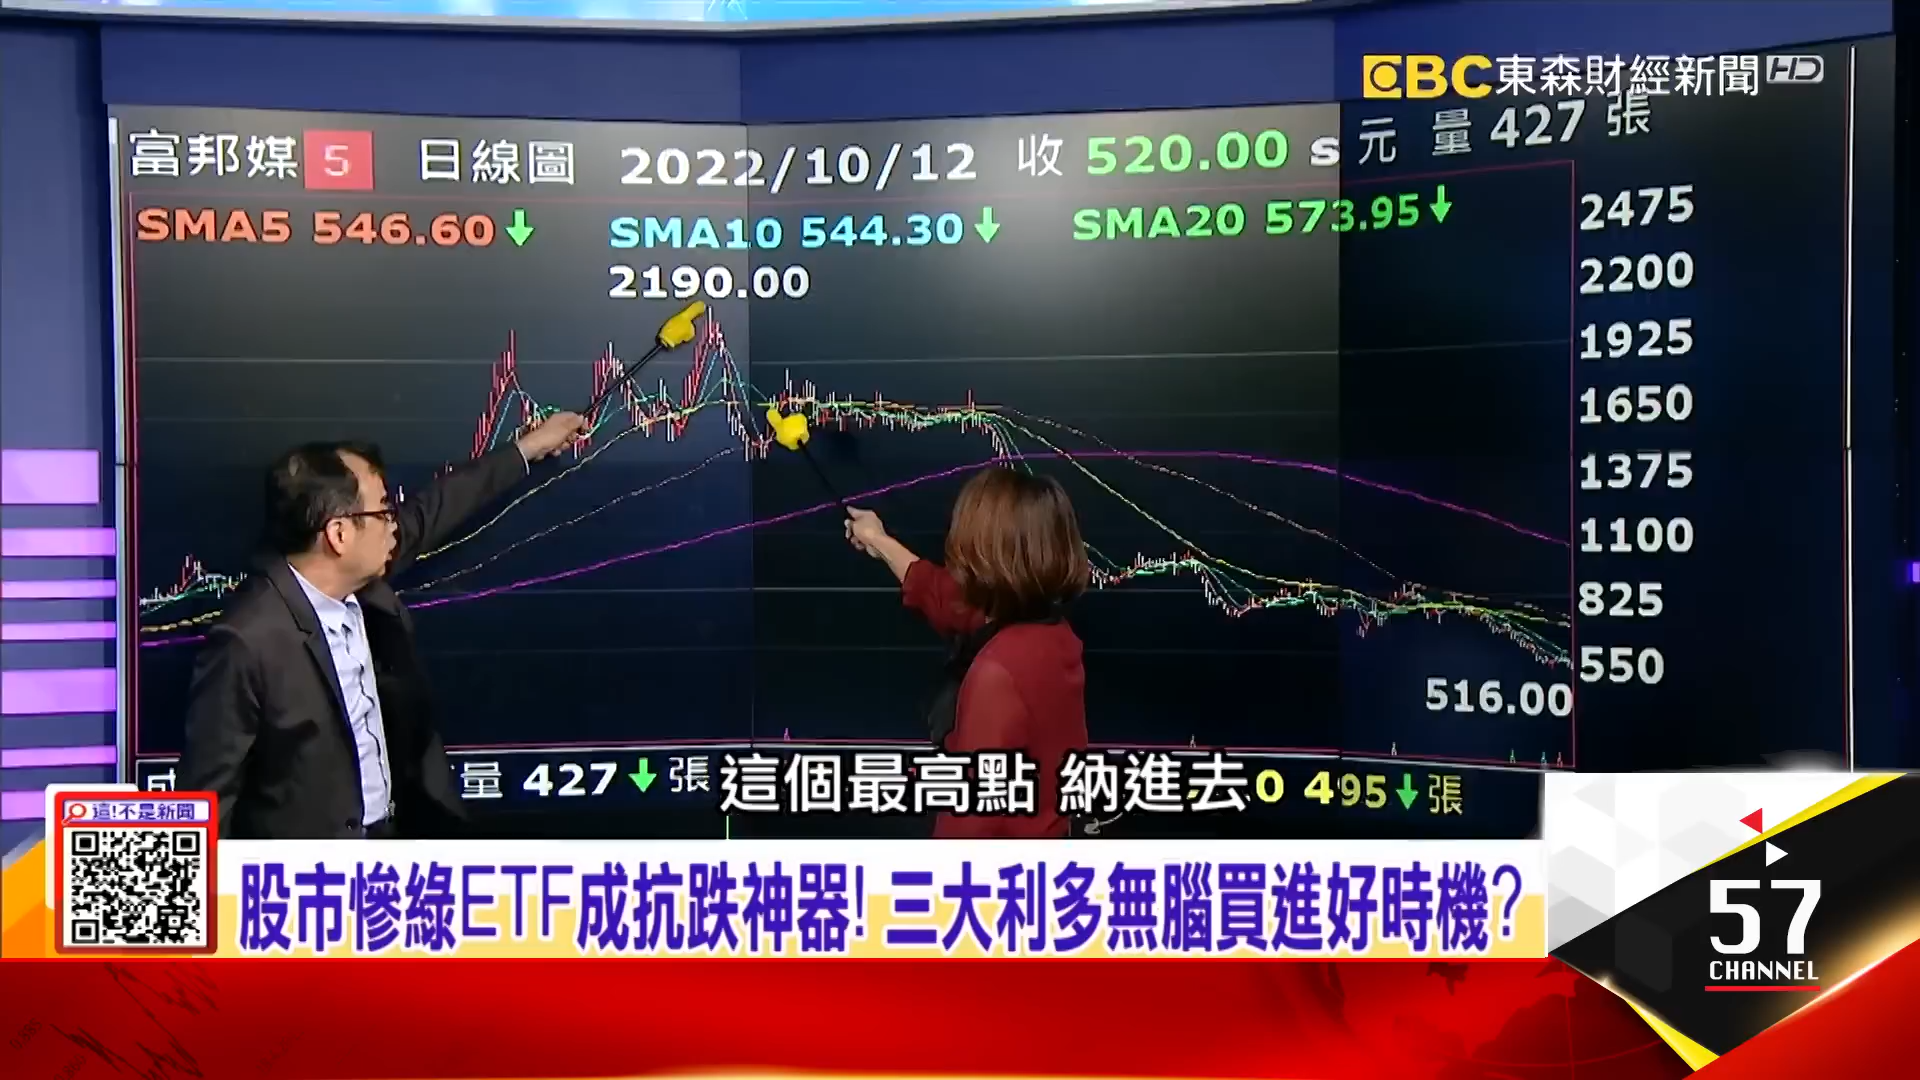 EBC東森財經新聞HD
富邦媒 5 日線圖 2022/10/12 收 520.00 s 元 量 427 張
SMA5 546.60↓ SMA10 544.30↓ SMA20 573.95↓
2190.00
2475
2200
1925
1650
1375
1100
825
550
516.00
量 427↓張 0 495↓張
這個最高點 納進去
這!不是新聞
股市慘綠ETF成抗跌神器! 三大利多無腦買進好時機?
57
CHANNEL